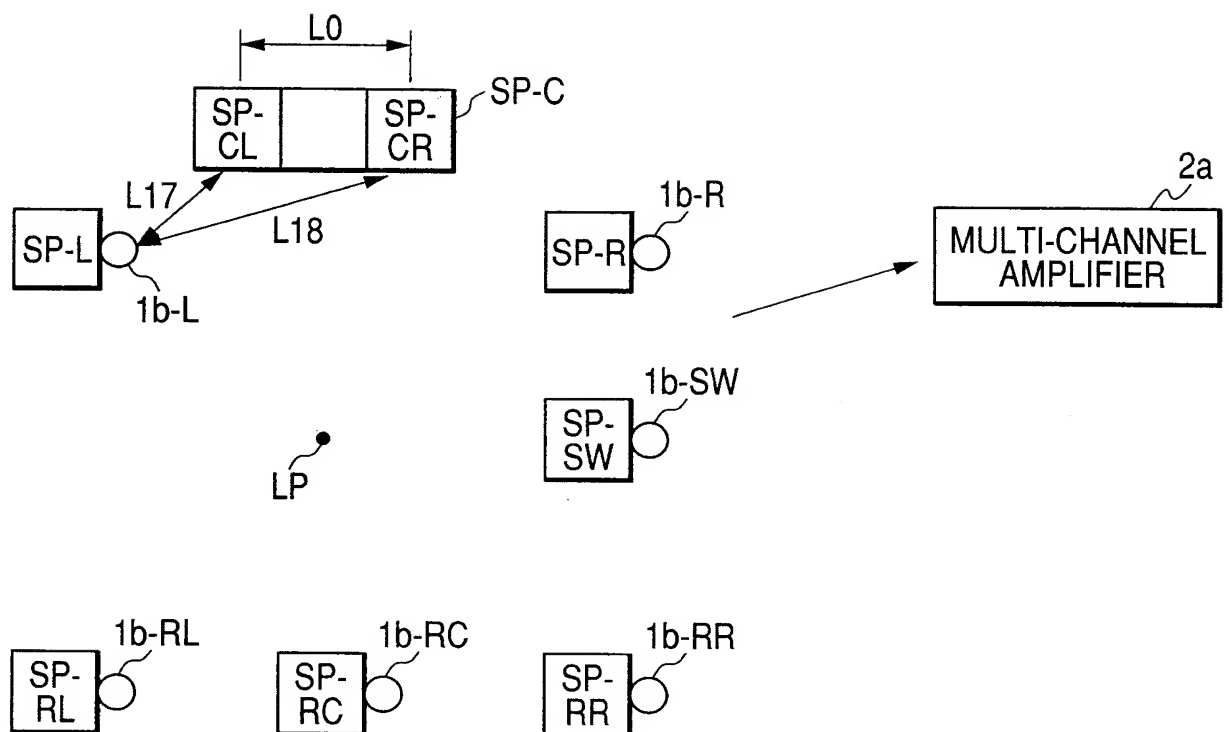 L0
SP-C
SP-
CL
SP-
CR
L17
L18
2a
1b-R
SP-L
SP-R
MULTI-CHANNEL
AMPLIFIER
1b-L
1b-SW
SP-
SW
LP
1b-RL
1b-RC
1b-RR
SP-
RL
SP-
RC
SP-
RR